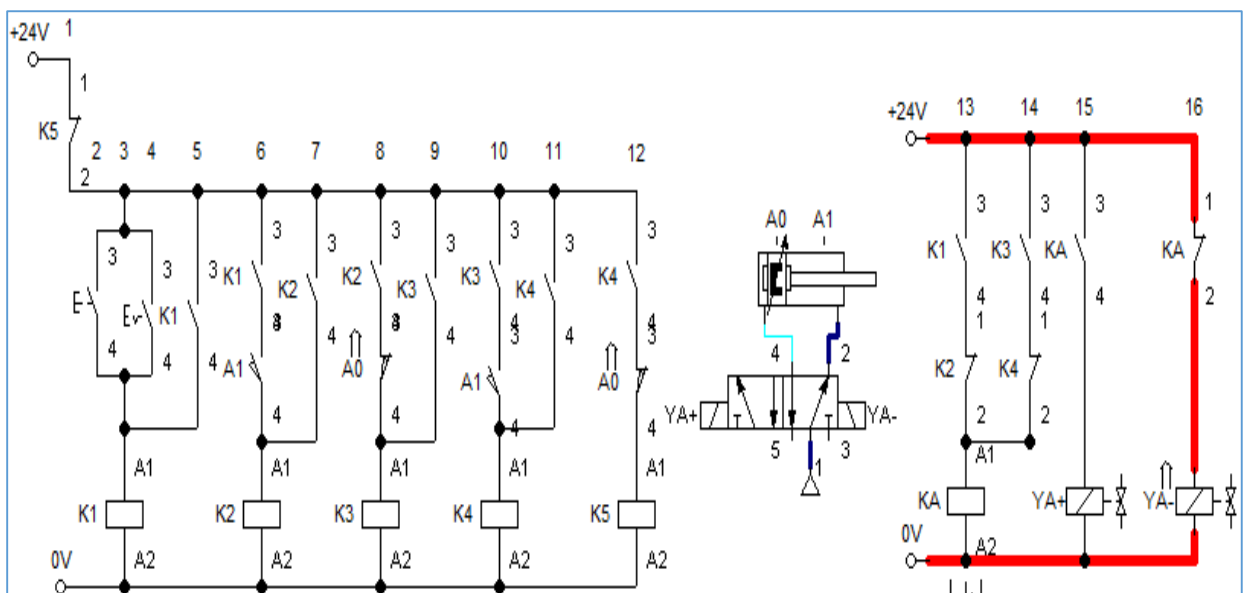 +24V 1
1
K5
2 3 4 5 6 7 8 9 10 11 12
2
3 3 3 3 3 3 3 3 3 3
K1 K2 K2 K3 K3 K4 K4
E E K1
4 4 4 4 4 4 4 4
A1 A0 A1 A0
4 4 4 4
A1 A1 A1 A1 A1
K1 K2 K3 K4 K5
A2 A2 A2 A2 A2
0V
A0 A1
4 2
YA+ YA-
5 1 3
+24V 13 14 15 16
3 3 3 1
K1 K3 KA KA
4 4 4 2
1 1
K2 K4
2 2
A1
KA YA+ YA-
0V A2